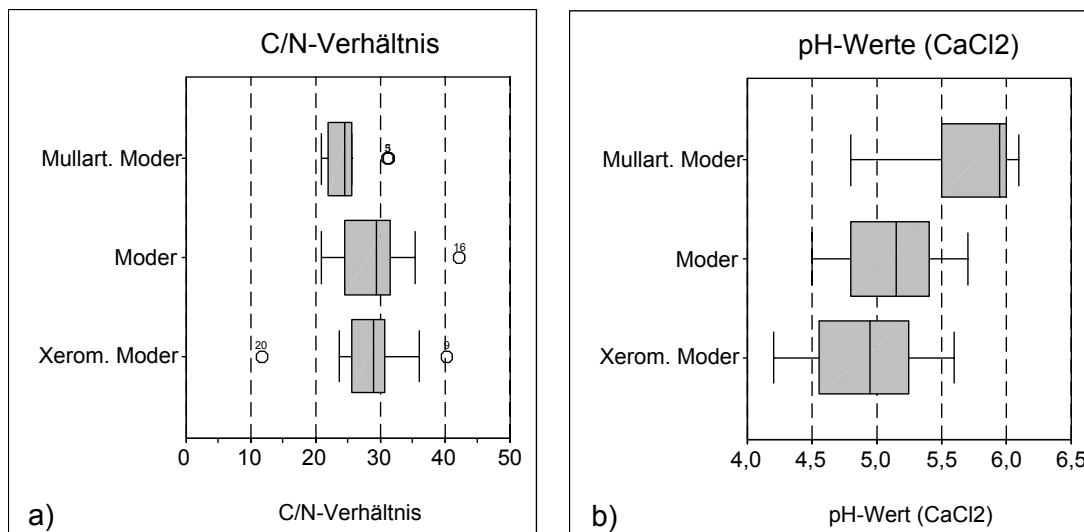 C/N-Verhältnis
Mullart. Moder
Moder
16
Xerom. Moder
20
9
0 10 20 30 40 50
a)
C/N-Verhältnis
pH-Werte (CaCl2)
Mullart. Moder
Moder
Xerom. Moder
4,0 4,5 5,0 5,5 6,0 6,5
b)
pH-Wert (CaCl2)